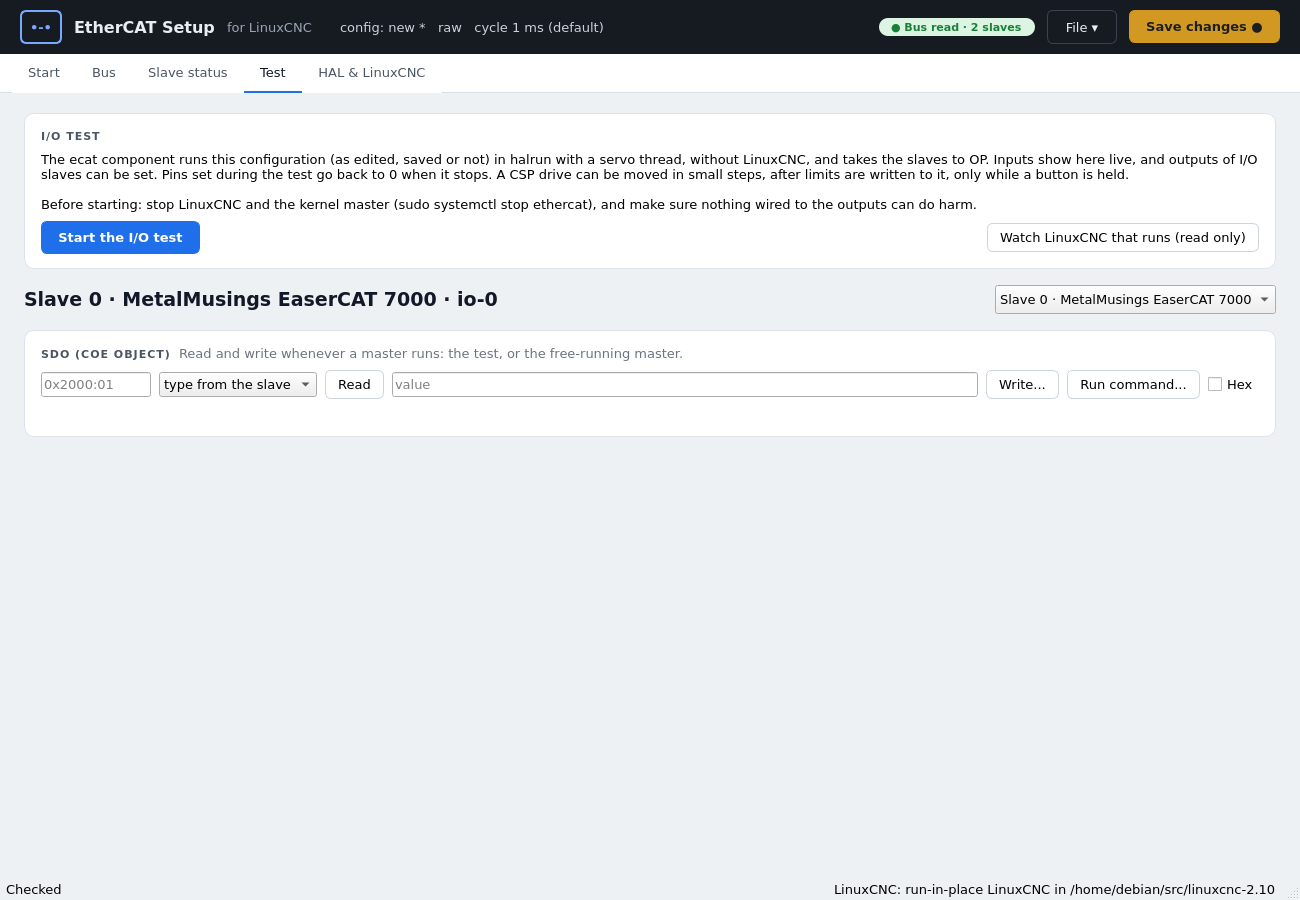 EtherCAT Setup for LinuxCNC config: new * raw cycle 1 ms (default) ● Bus read · 2 slaves File ▾ Save changes ●
Start Bus Slave status Test HAL & LinuxCNC
I/O TEST
The ecat component runs this configuration (as edited, saved or not) in halrun with a servo thread, without LinuxCNC, and takes the slaves to OP. Inputs show here live, and outputs of I/O
slaves can be set. Pins set during the test go back to 0 when it stops. A CSP drive can be moved in small steps, after limits are written to it, only while a button is held.
Before starting: stop LinuxCNC and the kernel master (sudo systemctl stop ethercat), and make sure nothing wired to the outputs can do harm.
Start the I/O test Watch LinuxCNC that runs (read only)
Slave 0 · MetalMusings EaserCAT 7000 · io-0 Slave 0 · MetalMusings EaserCAT 7000
SDO (COE OBJECT) Read and write whenever a master runs: the test, or the free-running master.
0x2000:01 type from the slave Read value Write... Run command... Hex
Checked LinuxCNC: run-in-place LinuxCNC in /home/debian/src/linuxcnc-2.10